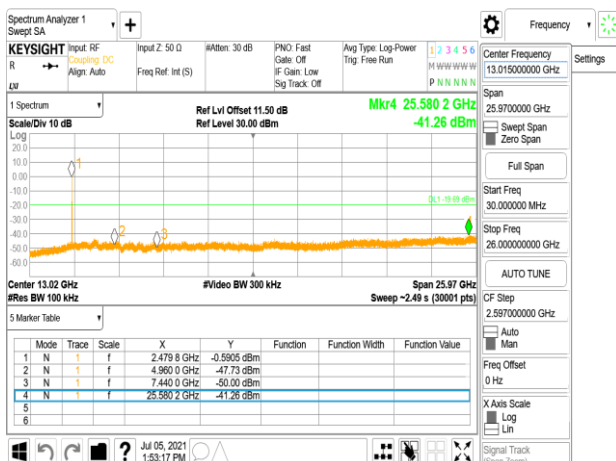 Spectrum Analyzer 1
Swept SA
+
Frequency
KEYSIGHT
R
LXI
Input: RF
Coupling: DC
Align: Auto
Input Z: 50 Ω
Freq Ref: Int (S)
#Atten: 30 dB
PNO: Fast
Gate: Off
IF Gain: Low
Sig Track: Off
Avg Type: Log-Power
Trig: Free Run
1 2 3 4 5 6
M W W W W W
P N N N N N
1 Spectrum
Scale/Div 10 dB
Ref Lvl Offset 11.50 dB
Ref Level 30.00 dBm
Mkr4 25.580 2 GHz
-41.26 dBm
Log
20.0
10.0
0.00
-10.0
-20.0
-30.0
-40.0
-50.0
-60.0
1
2
3
DL1 -19.69 dBm
Center 13.02 GHz
#Res BW 100 kHz
#Video BW 300 kHz
Span 25.97 GHz
Sweep ~2.49 s (30001 pts)
5 Marker Table
Mode Trace Scale X Y Function Function Width Function Value
1 N 1 f 2.479 8 GHz -0.5905 dBm
2 N 1 f 4.960 0 GHz -47.73 dBm
3 N 1 f 7.440 0 GHz -50.00 dBm
4 N 1 f 25.580 2 GHz -41.26 dBm
5
6
?
Jul 05, 2021
1:53:17 PM
Center Frequency
13.015000000 GHz
Settings
Span
25.9700000 GHz
Swept Span
Zero Span
Full Span
Start Freq
30.000000 MHz
Stop Freq
26.000000000 GHz
AUTO TUNE
CF Step
2.597000000 GHz
Auto
Man
Freq Offset
0 Hz
X Axis Scale
Log
Lin
Signal Track